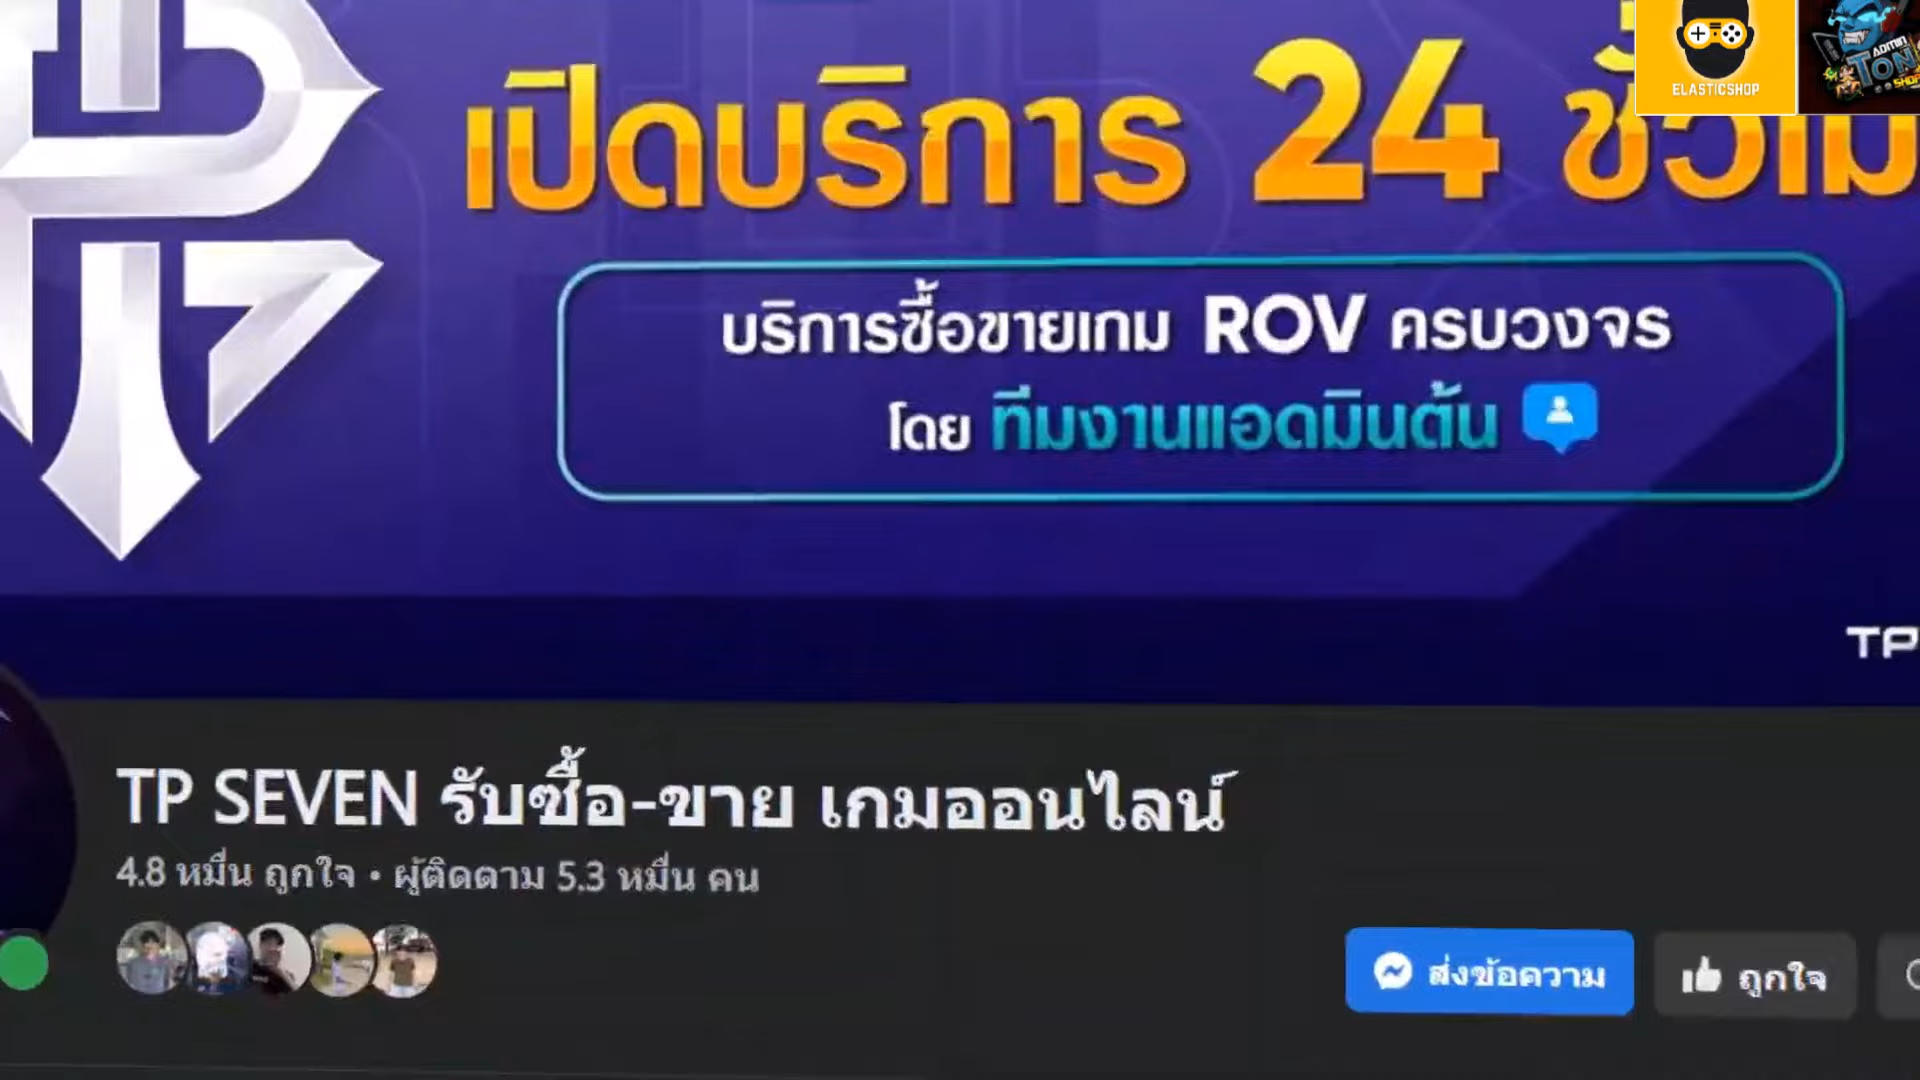 เปิดบริการ 24
ELASTICSHOP
ADMIN
TON
SHOP
บริการซื้อขายเกม ROV ครบวงจร
โดย ทีมงานแอดมินต้น
TP
TP SEVEN รับซื้อ-ขาย เกมออนไลน์
4.8 หมื่น ถูกใจ • ผู้ติดตาม 5.3 หมื่น คน
ส่งข้อความ
ถูกใจ